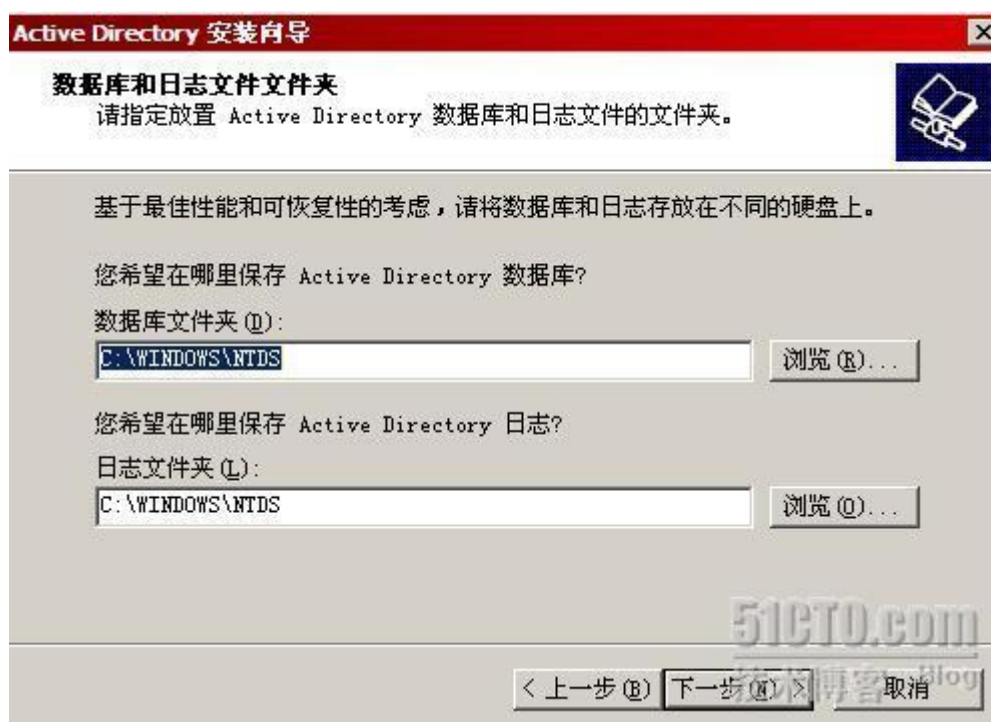 Active Directory 安装向导
数据库和日志文件文件夹
请指定放置 Active Directory 数据库和日志文件的文件夹。
基于最佳性能和可恢复性的考虑，请将数据库和日志存放在不同的硬盘上。
您希望在哪里保存 Active Directory 数据库?
数据库文件夹(D):
C:\WINDOWS\NTDS
浏览(R)...
您希望在哪里保存 Active Directory 日志?
日志文件夹(L):
C:\WINDOWS\NTDS
浏览(O)...
51CTO.com
技术博客 Blog
< 上一步(B)
下一步(N) >
取消